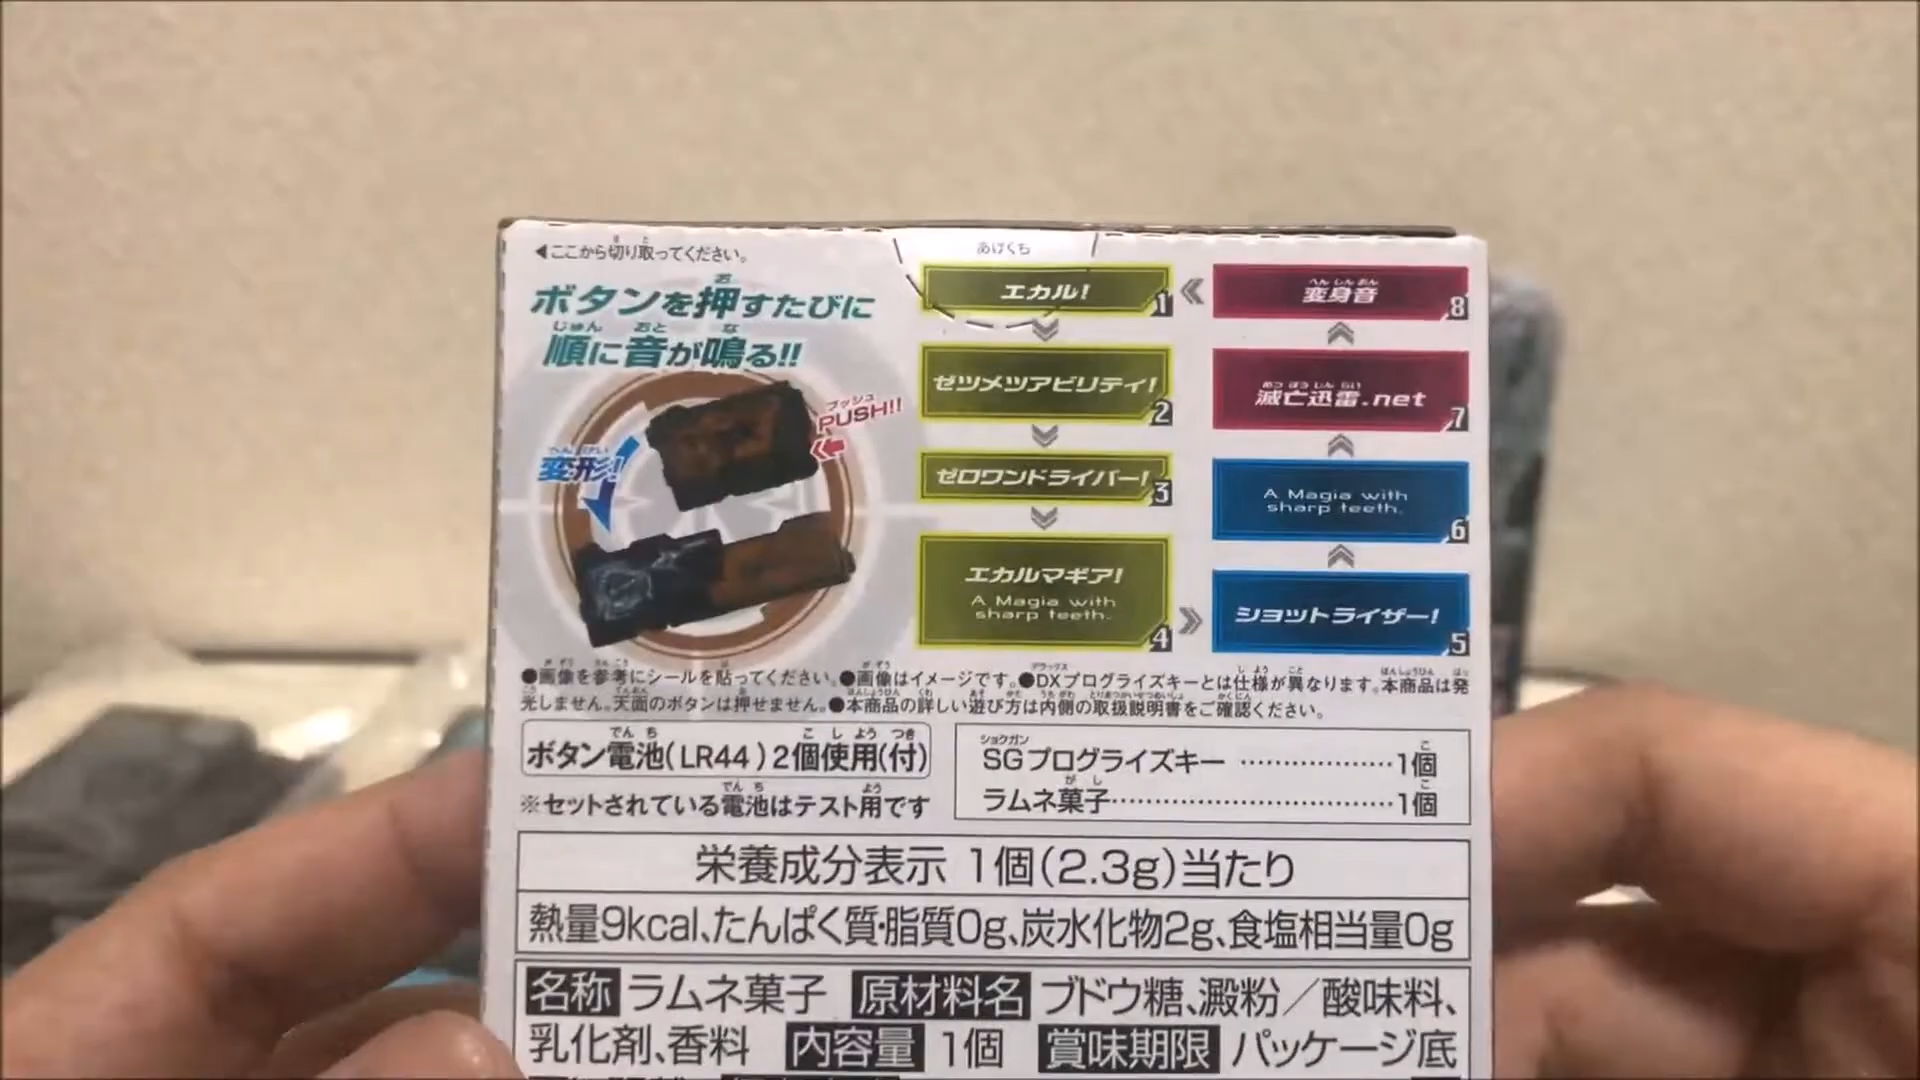 ◀ここから切り取ってください。
あけくち
ボタンを押すたびに
順に音が鳴る!!
プッシュ
PUSH!!
変形!
エカル!
1
ゼツメツアビリティ!
2
ゼロワンドライバー!
3
エカルマギア!
A Magia with
sharp teeth.
4
ショットライザー!
5
A Magia with
sharp teeth.
6
滅亡迅雷.net
7
変身音
8
●画像を参考にシールを貼ってください。●画像はイメージです。●DXプログライズキーとは仕様が異なります。本商品は発
光しません。天面のボタンは押せません。●本商品の詳しい遊び方は内側の取扱説明書をご確認ください。
ボタン電池(LR44)2個使用(付)
※セットされている電池はテスト用です
SGプログライズキー ………………1個
ラムネ菓子…………………………1個
栄養成分表示 1個(2.3g)当たり
熱量9kcal、たんぱく質・脂質0g、炭水化物2g、食塩相当量0g
名称 ラムネ菓子 原材料名 ブドウ糖、澱粉/酸味料、
乳化剤、香料 内容量 1個 賞味期限 パッケージ底